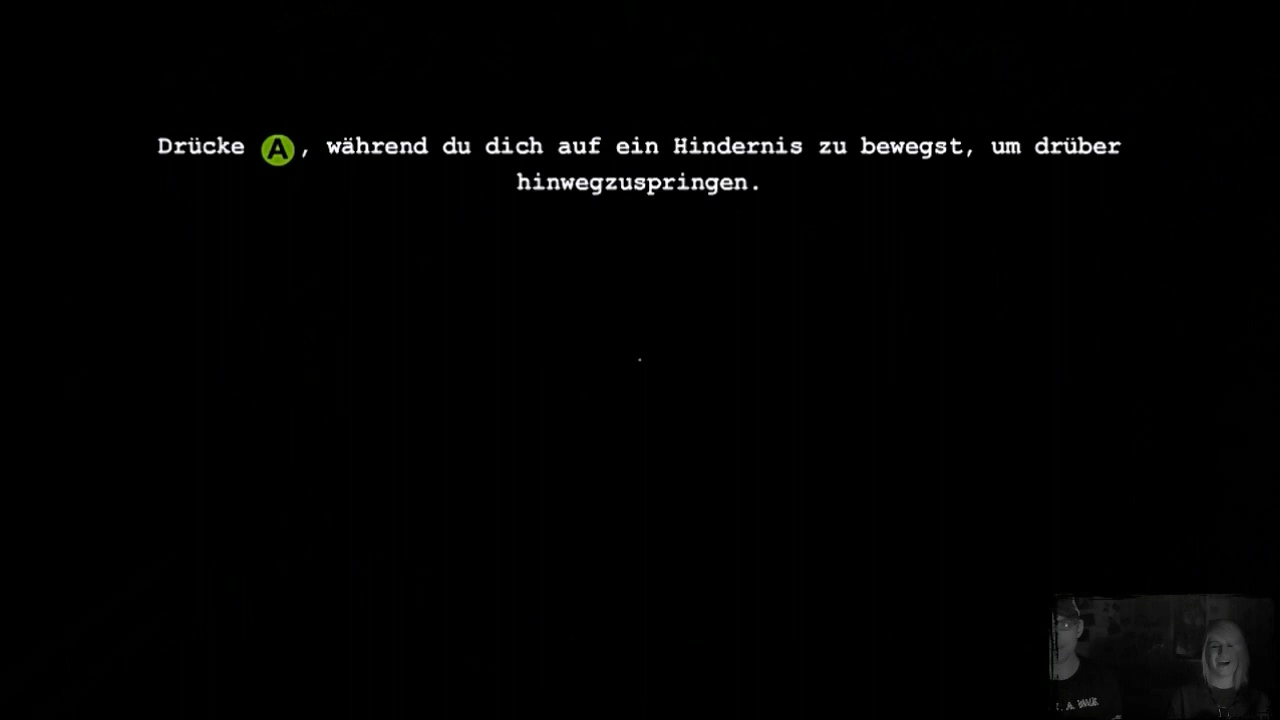 Drücke A, während du dich auf ein Hindernis zu bewegst, um drüber
hinwegzuspringen.